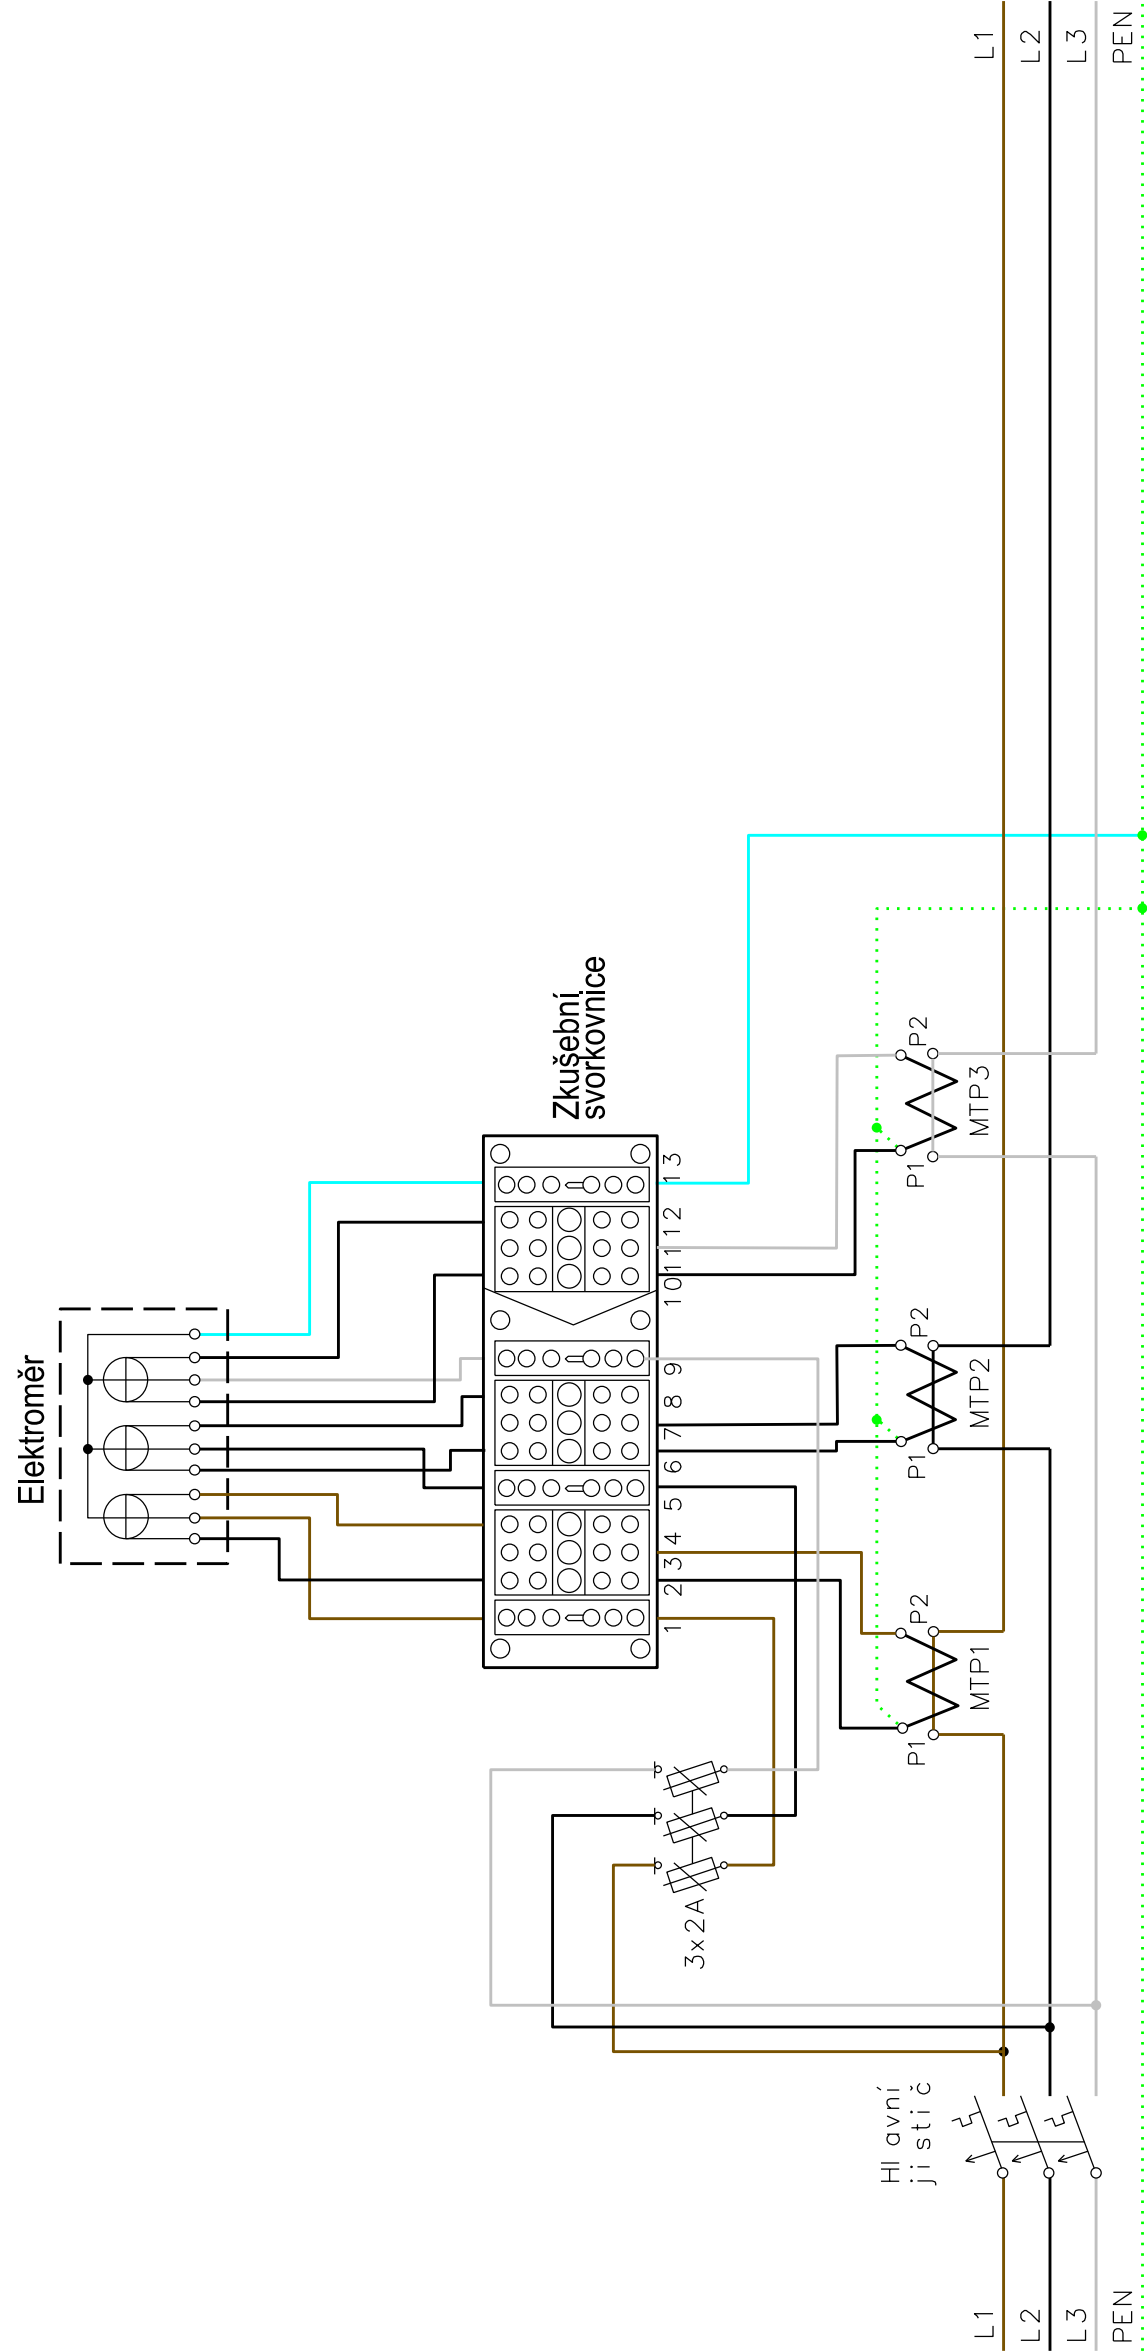 Elektroměr
Zkušební
svorkovnice
1
2
3
4
5
6
7
8
9
10
11
12
13
3x2A
P1
P2
MTP1
P1
P2
MTP2
P1
P2
MTP3
Hlavní
jistič
L1
L2
L3
PEN
L1
L2
L3
PEN